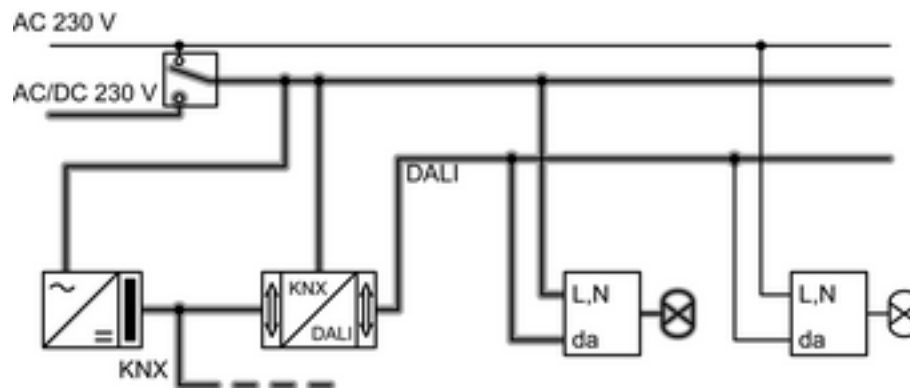 AC 230 V
AC/DC 230 V
DALI
KNX
DALI
L,N
da
L,N
da
KNX